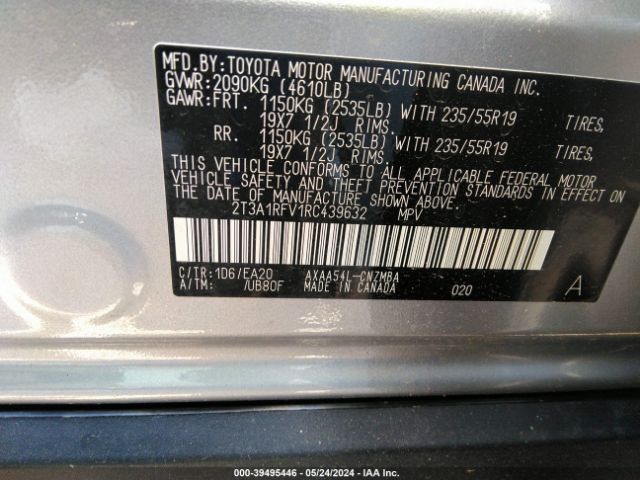 MFD. BY: TOYOTA MOTOR MANUFACTURING CANADA INC.
GVWR: 2090KG (4610LB)
GAWR: FRT. 1150KG (2535LB) WITH 235/55R19 TIRES,
19X7 1/2J RIMS.
RR. 1150KG (2535LB) WITH 235/55R19 TIRES,
19X7 1/2J RIMS.
THIS VEHICLE CONFORMS TO ALL APPLICABLE FEDERAL MOTOR
VEHICLE SAFETY AND THEFT PREVENTION STANDARDS IN EFFECT ON
THE DATE OF MANUFACTURE SHOWN ABOVE.
2T3A1RFV1RC439632 MPV
C/TR: 1D6/EA20 AXAA54L-CNZMBA
A/TM: /UB80F MADE IN CANADA 020 A
© 39495446 - 05/24/2024 - IAA Inc.